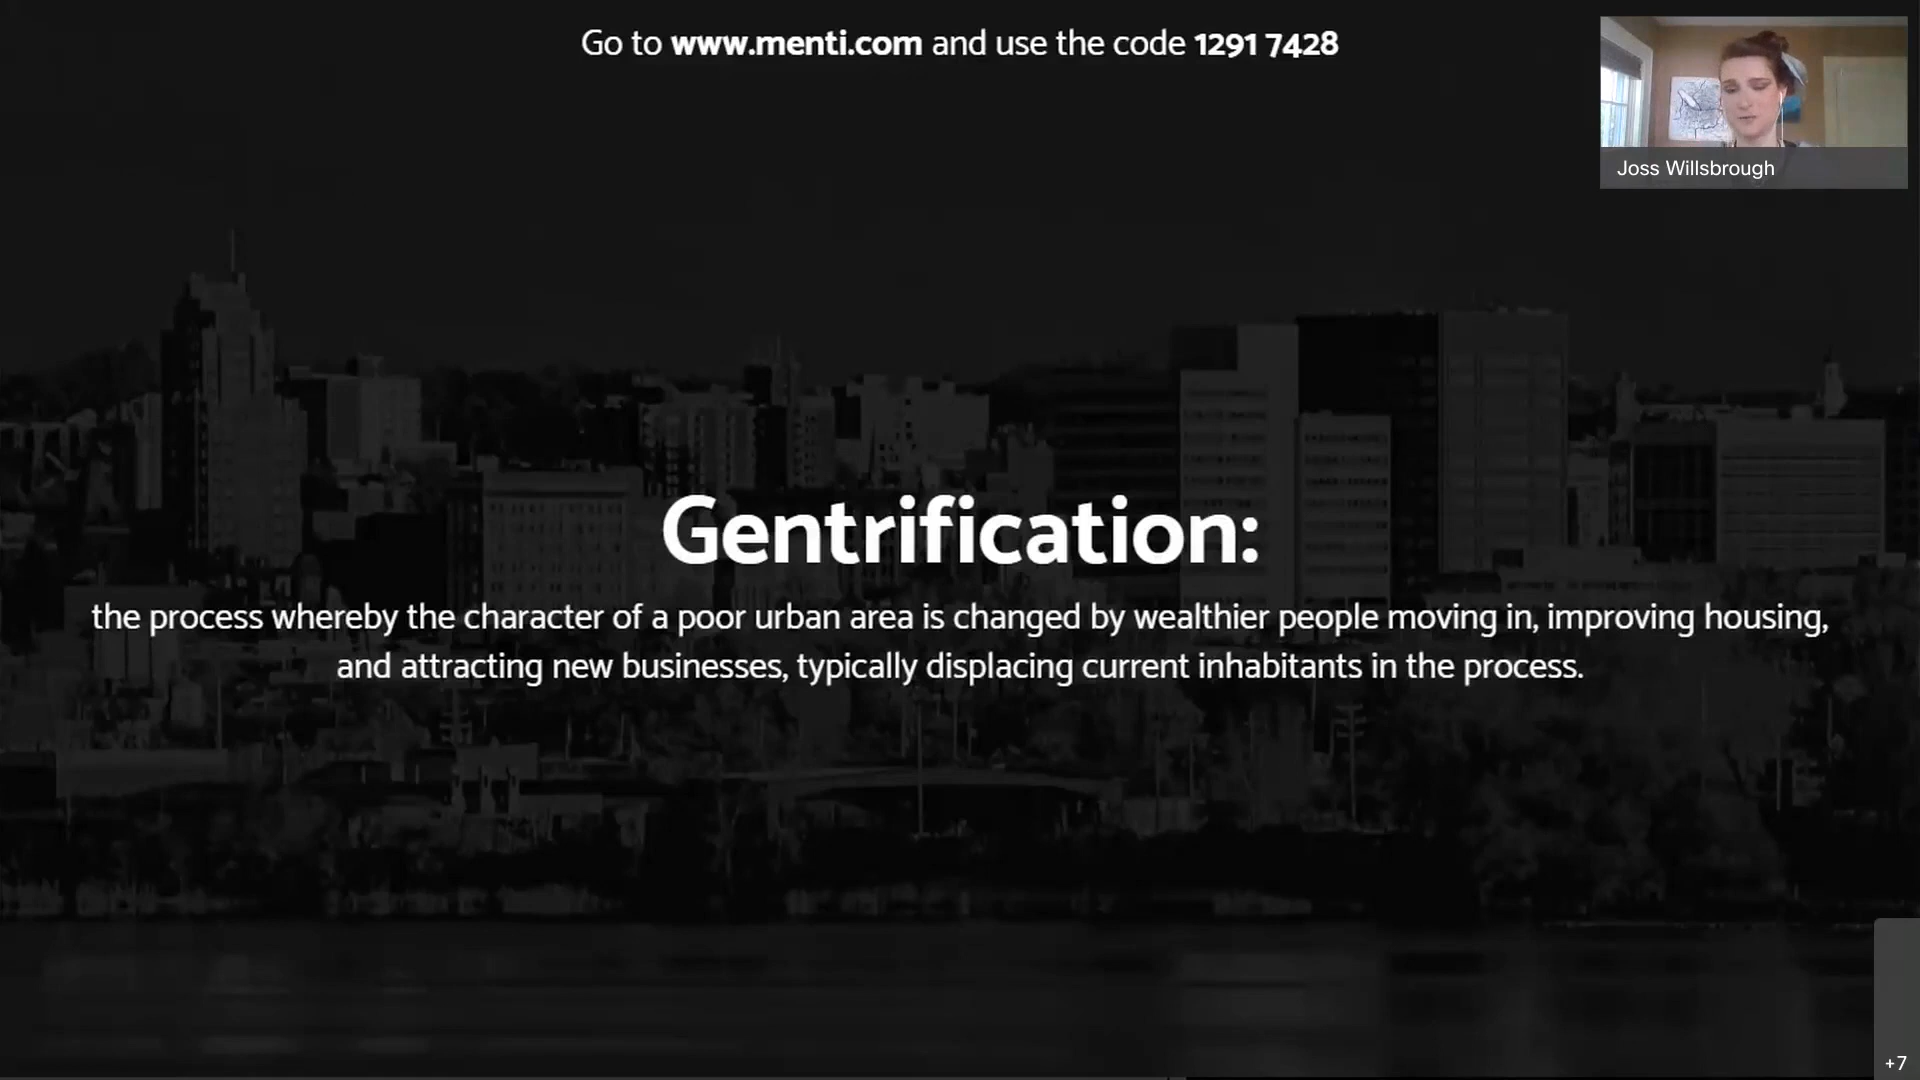 Go to www.menti.com and use the code 1291 7428
Joss Willsbrough
Gentrification:
the process whereby the character of a poor urban area is changed by wealthier people moving in, improving housing,
and attracting new businesses, typically displacing current inhabitants in the process.
+7